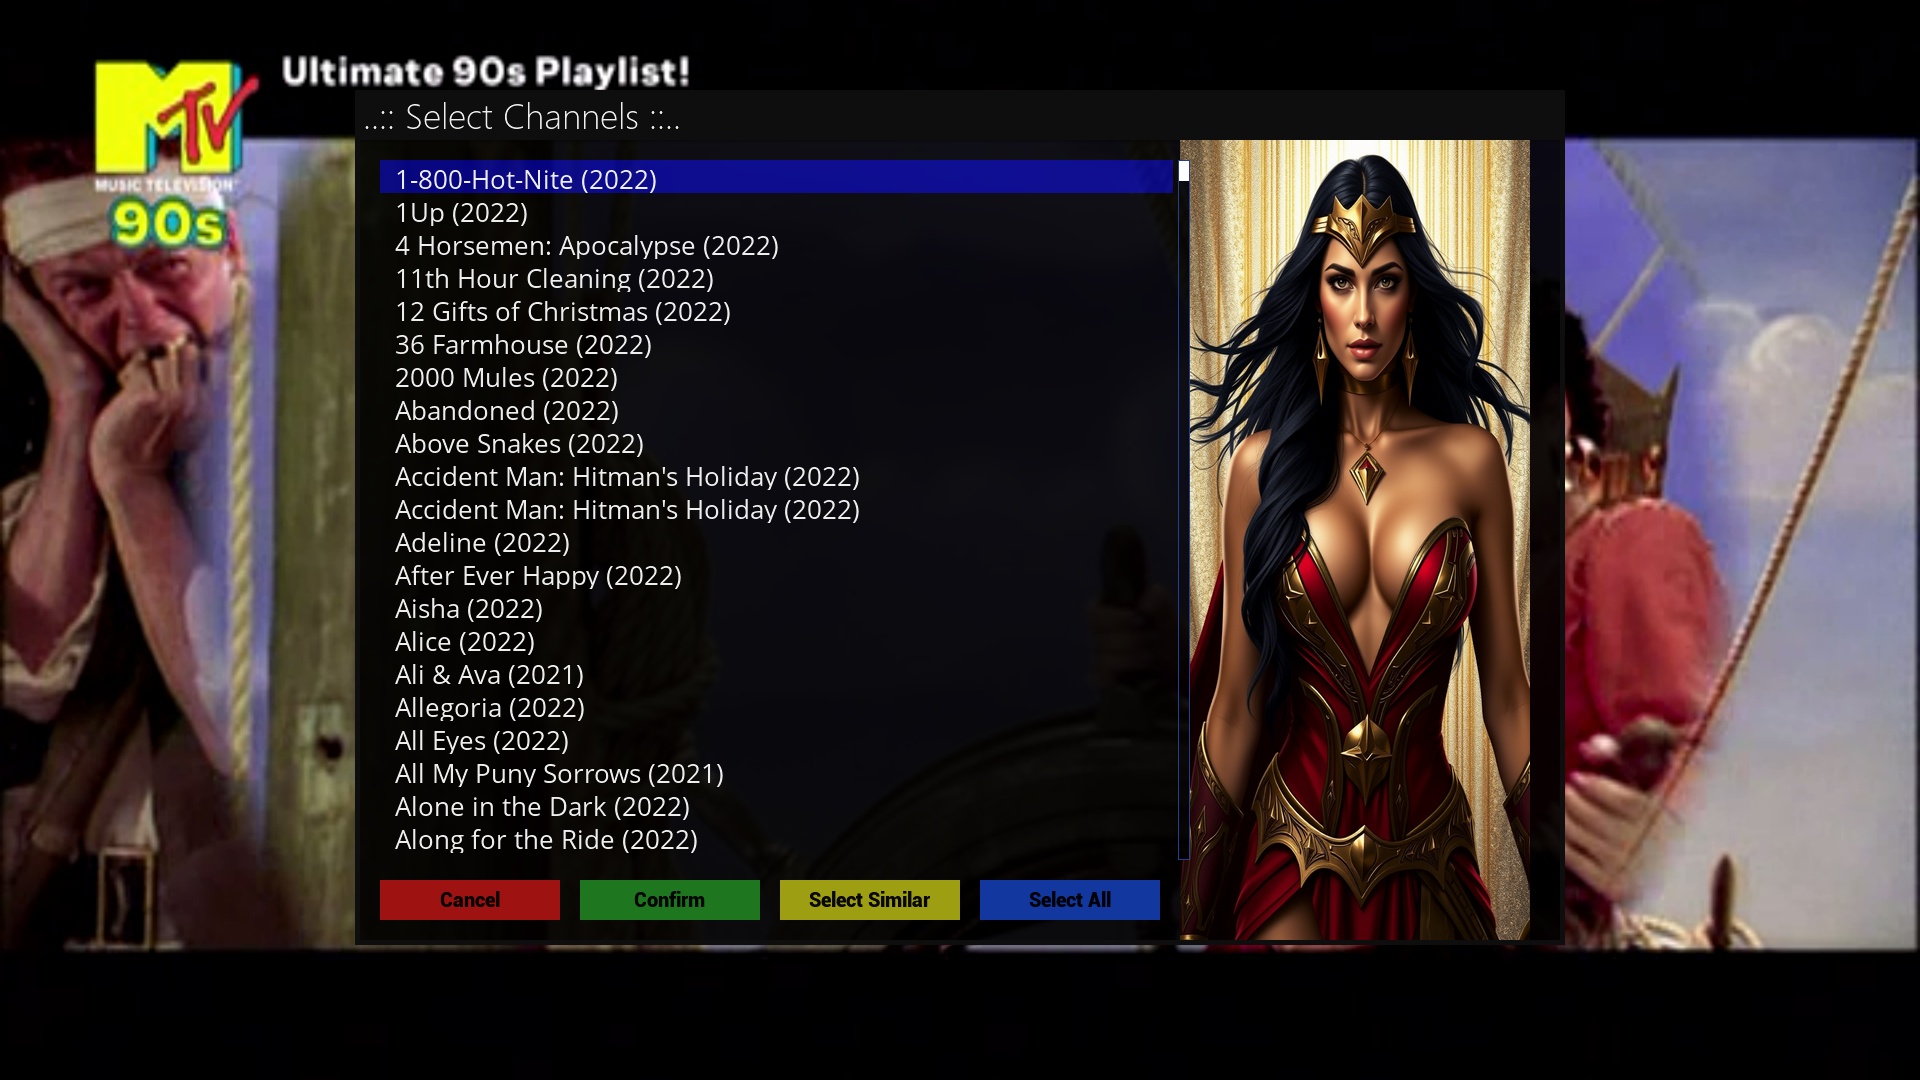 Ultimate 90s Playlist!
MTV
MUSIC TELEVISION
90s
..:: Select Channels ::..
1-800-Hot-Nite (2022)
1Up (2022)
4 Horsemen: Apocalypse (2022)
11th Hour Cleaning (2022)
12 Gifts of Christmas (2022)
36 Farmhouse (2022)
2000 Mules (2022)
Abandoned (2022)
Above Snakes (2022)
Accident Man: Hitman's Holiday (2022)
Accident Man: Hitman's Holiday (2022)
Adeline (2022)
After Ever Happy (2022)
Aisha (2022)
Alice (2022)
Ali & Ava (2021)
Allegoria (2022)
All Eyes (2022)
All My Puny Sorrows (2021)
Alone in the Dark (2022)
Along for the Ride (2022)
Cancel Confirm Select Similar Select All